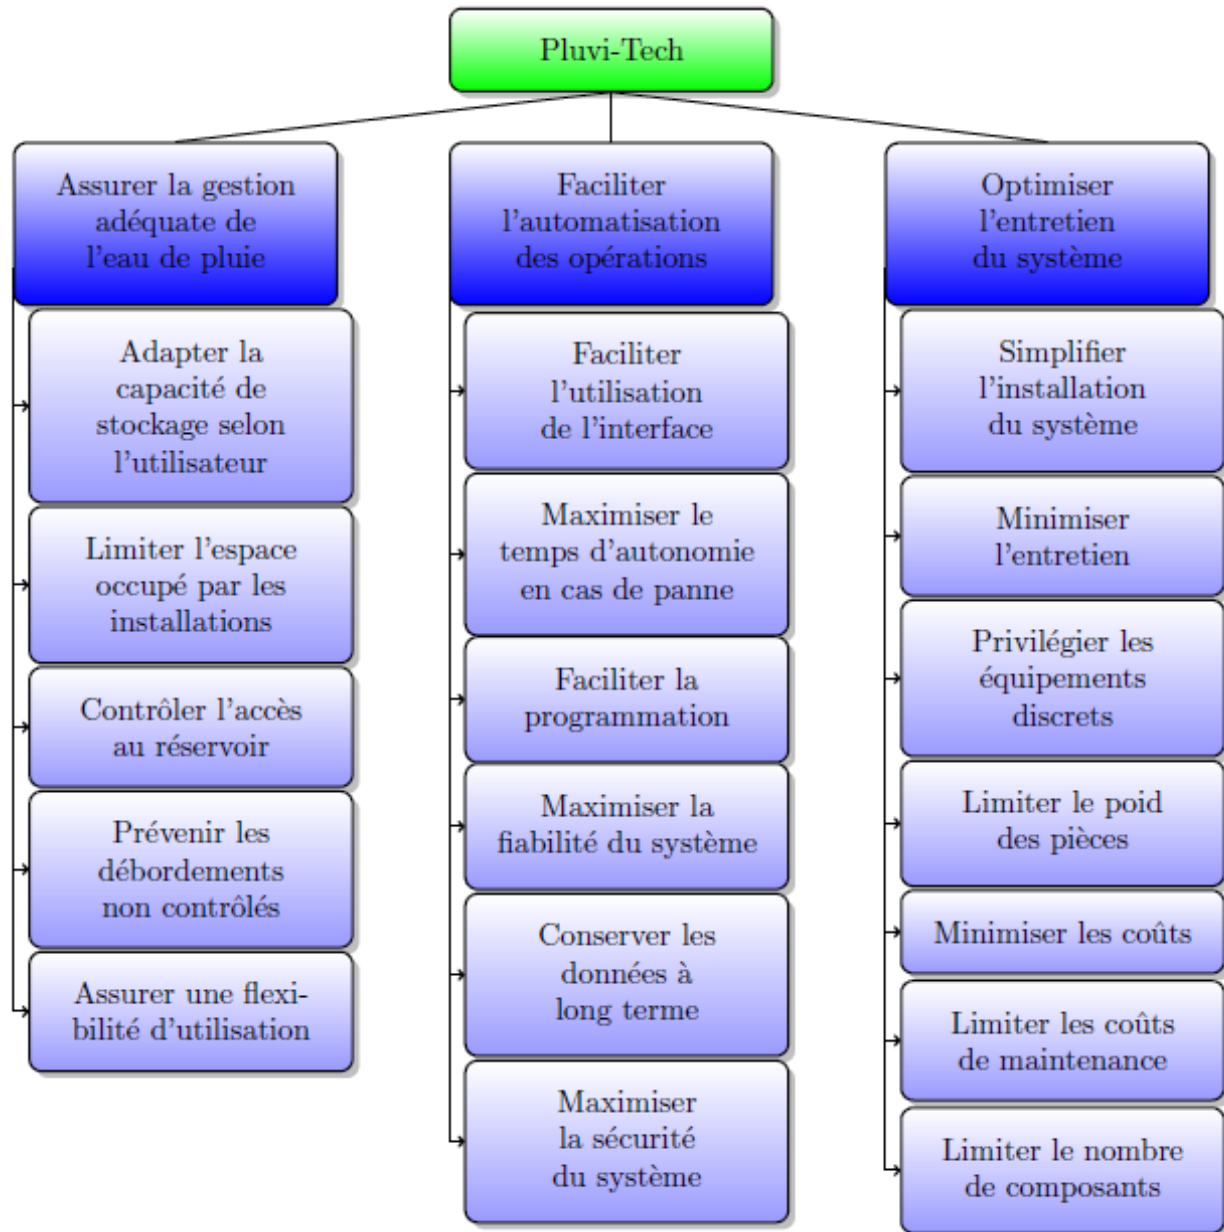 Pluvi-Tech
Assurer la gestion
adéquate de
l'eau de pluie
Adapter la
capacité de
stockage selon
l'utilisateur
Limiter l'espace
occupé par les
installations
Contrôler l'accès
au réservoir
Prévenir les
débordements
non contrôlés
Assurer une flexi-
bilité d'utilisation
Faciliter
l'automatisation
des opérations
Faciliter
l'utilisation
de l'interface
Maximiser le
temps d'autonomie
en cas de panne
Faciliter la
programmation
Maximiser la
fiabilité du système
Conserver les
données à
long terme
Maximiser
la sécurité
du système
Optimiser
l'entretien
du système
Simplifier
l'installation
du système
Minimiser
l'entretien
Privilégier les
équipements
discrets
Limiter le poid
des pièces
Minimiser les coûts
Limiter les coûts
de maintenance
Limiter le nombre
de composants